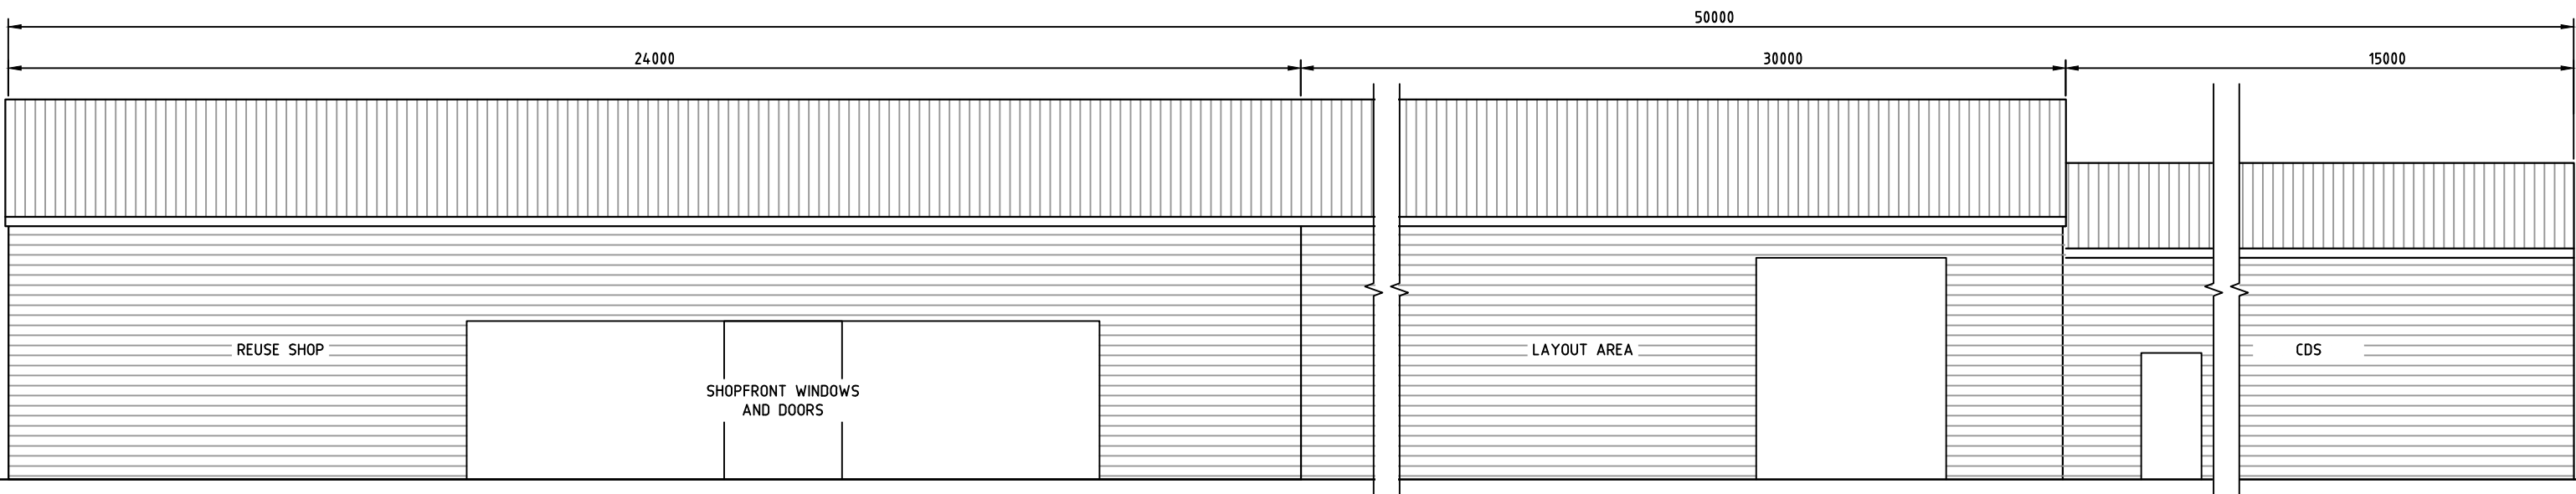 50000
24000
30000
15000
REUSE SHOP
LAYOUT AREA
CDS
SHOPFRONT WINDOWS
AND DOORS